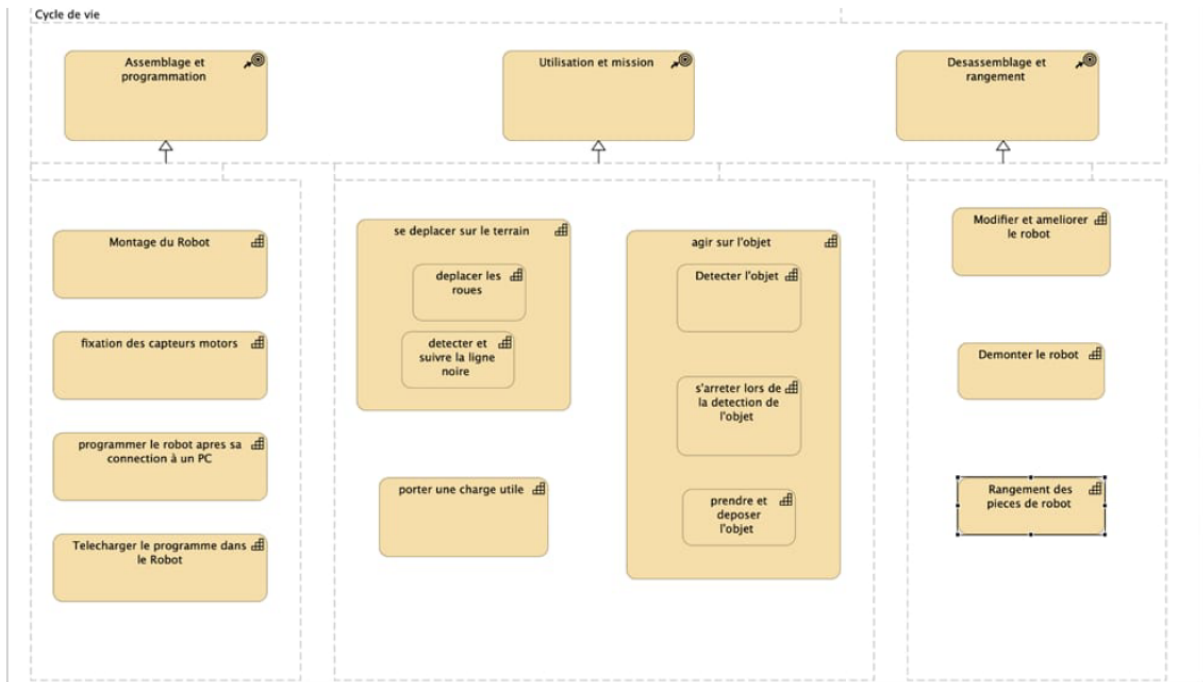 Cycle de vie
Assemblage et
programmation
Utilisation et mission
Desassemblage et
rangement
Montage du Robot
fixation des capteurs motors
programmer le robot apres sa
connection à un PC
Telecharger le programme dans
le Robot
se deplacer sur le terrain
deplacer les
roues
detecter et
suivre la ligne
noire
porter une charge utile
agir sur l'objet
Detecter l'objet
s'arreter lors de
la detection de
l'objet
prendre et
deposer
l'objet
Modifier et ameliorer
le robot
Demonter le robot
Rangement des
pieces de robot